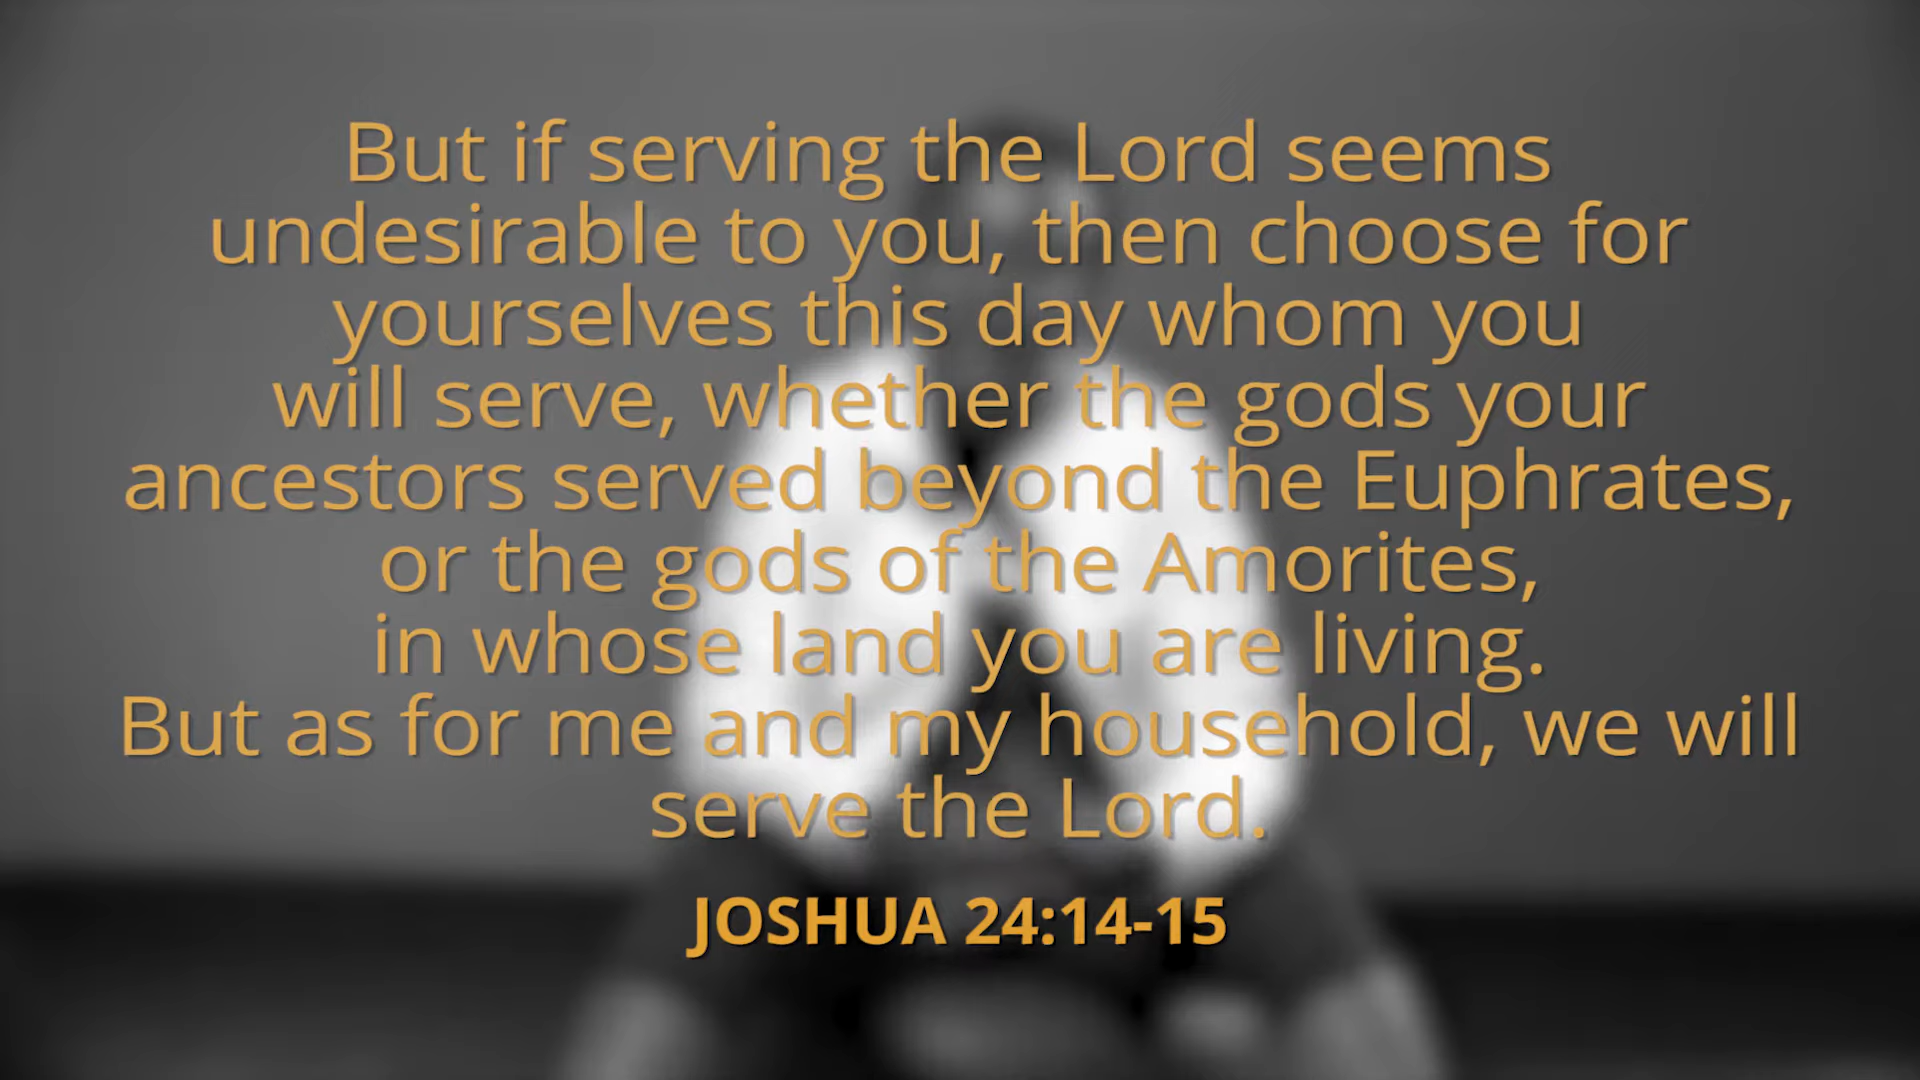 But if serving the Lord seems
undesirable to you, then choose for
yourselves this day whom you
will serve, whether the gods your
ancestors served beyond the Euphrates,
or the gods of the Amorites,
in whose land you are living.
But as for me and my household, we will
serve the Lord.
JOSHUA 24:14-15